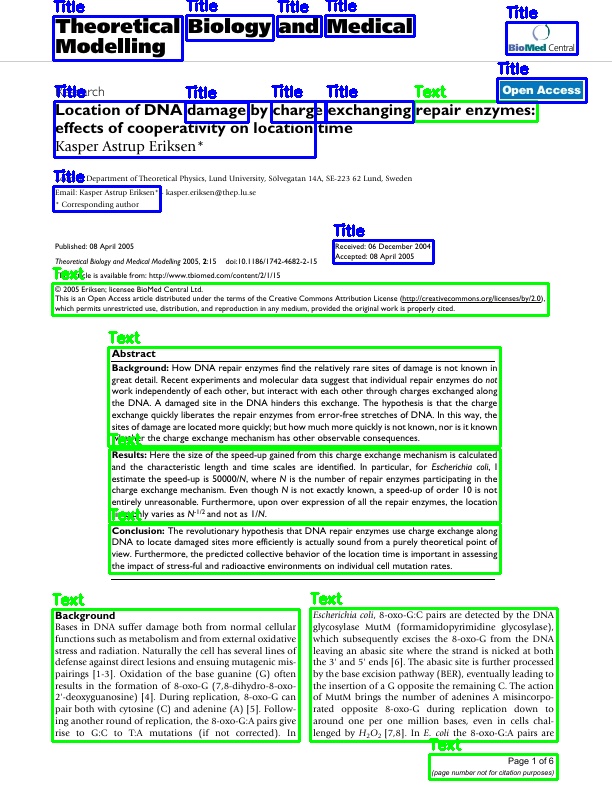 Title Title Title Title Title
Theoretical Biology and Medical
Modelling
BioMed Central
Title
Title Title Title Title Text
Open Access
Location of DNA damage by charge exchanging repair enzymes:
effects of cooperativity on location time
Kasper Astrup Eriksen*
Title
Department of Theoretical Physics, Lund University, Sölvegatan 14A, SE-223 62 Lund, Sweden
Email: Kasper Astrup Eriksen* - kasper.eriksen@thep.lu.se
* Corresponding author
Title
Published: 08 April 2005
Received: 06 December 2004
Accepted: 08 April 2005
Theoretical Biology and Medical Modelling 2005, 2:15 doi:10.1186/1742-4682-2-15
Text
article is available from: http://www.tbiomed.com/content/2/1/15
© 2005 Eriksen; licensee BioMed Central Ltd.
This is an Open Access article distributed under the terms of the Creative Commons Attribution License (http://creativecommons.org/licenses/by/2.0),
which permits unrestricted use, distribution, and reproduction in any medium, provided the original work is properly cited.
Text
Abstract
Background: How DNA repair enzymes find the relatively rare sites of damage is not known in
great detail. Recent experiments and molecular data suggest that individual repair enzymes do not
work independently of each other, but interact with each other through charges exchanged along
the DNA. A damaged site in the DNA hinders this exchange. The hypothesis is that the charge
exchange quickly liberates the repair enzymes from error-free stretches of DNA. In this way, the
sites of damage are located more quickly; but how much more quickly is not known, nor is it known
Text
the charge exchange mechanism has other observable consequences.
Results: Here the size of the speed-up gained from this charge exchange mechanism is calculated
and the characteristic length and time scales are identified. In particular, for Escherichia coli, I
estimate the speed-up is 50000/N, where N is the number of repair enzymes participating in the
charge exchange mechanism. Even though N is not exactly known, a speed-up of order 10 is not
entirely unreasonable. Furthermore, upon over expression of all the repair enzymes, the location
Text
varies as N-1/2 and not as 1/N.
Conclusion: The revolutionary hypothesis that DNA repair enzymes use charge exchange along
DNA to locate damaged sites more efficiently is actually sound from a purely theoretical point of
view. Furthermore, the predicted collective behavior of the location time is important in assessing
the impact of stress-ful and radioactive environments on individual cell mutation rates.
Text
Background
Bases in DNA suffer damage both from normal cellular
functions such as metabolism and from external oxidative
stress and radiation. Naturally the cell has several lines of
defense against direct lesions and ensuing mutagenic mis-
pairings [1-3]. Oxidation of the base guanine (G) often
results in the formation of 8-oxo-G (7,8-dihydro-8-oxo-
2'-deoxyguanosine) [4]. During replication, 8-oxo-G can
pair both with cytosine (C) and adenine (A) [5]. Follow-
ing another round of replication, the 8-oxo-G:A pairs give
rise to G:C to T:A mutations (if not corrected). In
Text
Escherichia coli, 8-oxo-G:C pairs are detected by the DNA
glycosylase MutM (formamidopyrimidine glycosylase),
which subsequently excises the 8-oxo-G from the DNA
leaving an abasic site where the strand is nicked at both
the 3' and 5' ends [6]. The abasic site is further processed
by the base excision pathway (BER), eventually leading to
the insertion of a G opposite the remaining C. The action
of MutM brings the number of adenines A misincorpo-
rated opposite 8-oxo-G during replication down to
around one per one million bases, even in cells chal-
lenged by H2O2 [7,8]. In E. coli the 8-oxo-G:A pairs are
Text
Page 1 of 6
(page number not for citation purposes)